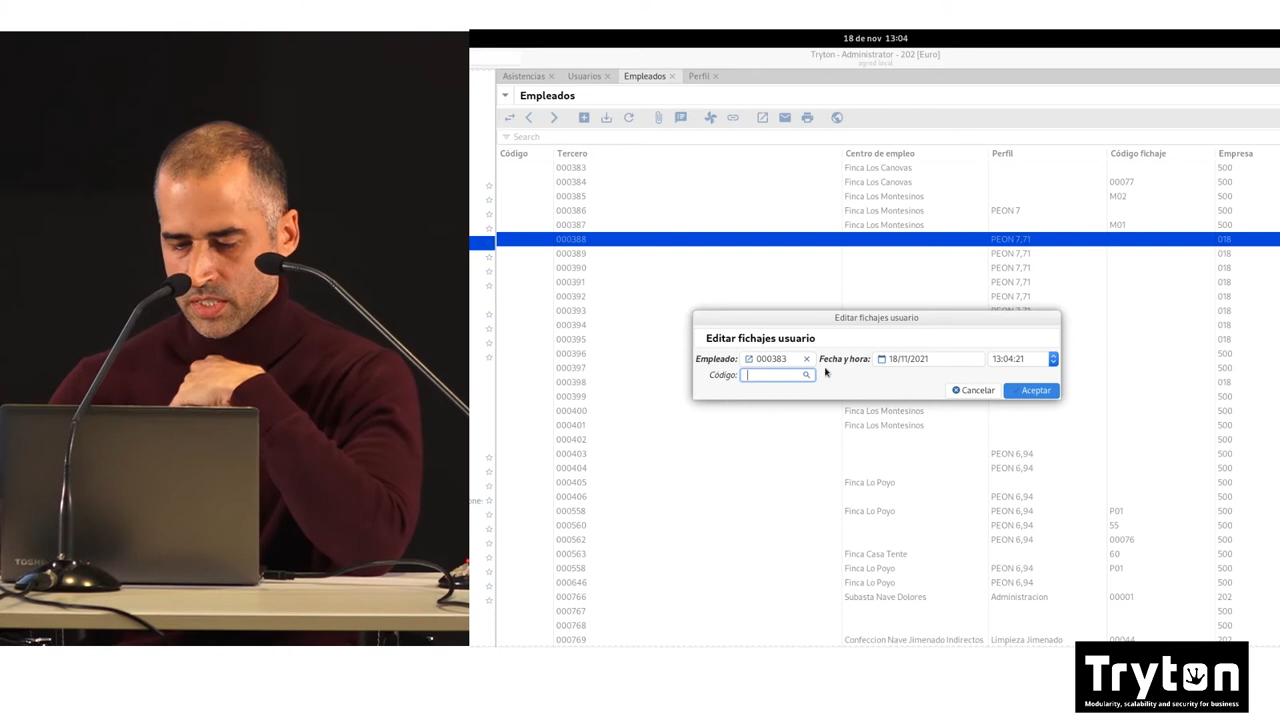 18 de nov 13:04
Tryton - Administrator - 202 [Euro]
agred local
Asistencias Usuarios Empleados Perfil
Empleados
Search
Código Tercero Centro de empleo Perfil Código fichaje Empresa
000383 Finca Los Canovas 500
000384 Finca Los Canovas 00077 500
000385 Finca Los Montesinos M02 500
000386 Finca Los Montesinos PEON 7 500
000387 Finca Los Montesinos M01 500
000388 PEON 7,71 018
000389 PEON 7,71 018
000390 PEON 7,71 018
000391 PEON 7,71 018
000392 PEON 7,71 018
000393 PEON 7,71 018
000394 018
000395 018
000396 500
000397 500
000398 018
000399 500
000400 Finca Los Montesinos 500
000401 Finca Los Montesinos 500
000402 500
000403 PEON 6,94 500
000404 PEON 6,94 500
000405 Finca Lo Poyo 500
000406 PEON 6,94 500
000558 Finca Lo Poyo PEON 6,94 P01 500
000560 PEON 6,94 55 500
000562 PEON 6,94 00076 500
000563 Finca Casa Tente 60 500
000558 Finca Lo Poyo PEON 6,94 P01 500
000646 Finca Lo Poyo PEON 6,94 500
000766 Subasta Nave Dolores Administracion 00001 202
000767 500
000768 500
000769 Confeccion Nave Jimenado Indirectos Limpieza Jimenado 00044 202
Editar fichajes usuario
Editar fichajes usuario
Empleado: 000383 Fecha y hora: 18/11/2021 13:04:21
Código:
Cancelar Aceptar
one:
TOSHIBA
Tryton
Modularity, scalability and security for business